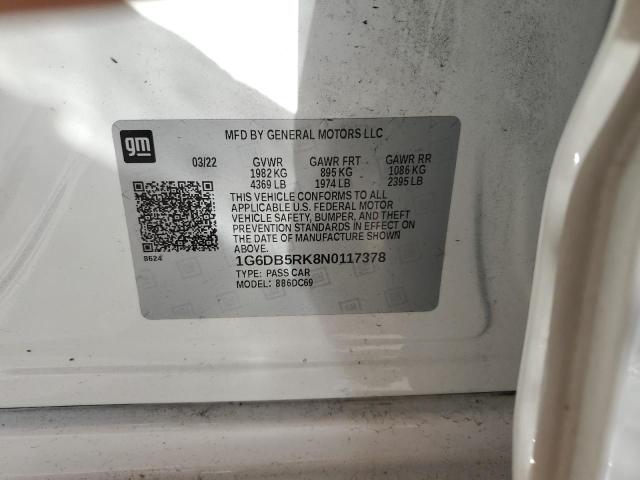 gm
MFD BY GENERAL MOTORS LLC
03/22 GVWR GAWR FRT GAWR RR
1982 KG 895 KG 1086 KG
4369 LB 1974 LB 2395 LB
THIS VEHICLE CONFORMS TO ALL
APPLICABLE U.S. FEDERAL MOTOR
VEHICLE SAFETY, BUMPER, AND THEFT
PREVENTION STANDARDS IN EFFECT ON
THE DATE OF MANUFACTURE SHOWN
ABOVE.
8624
1G6DB5RK8N0117378
TYPE: PASS CAR
MODEL: 886DC69